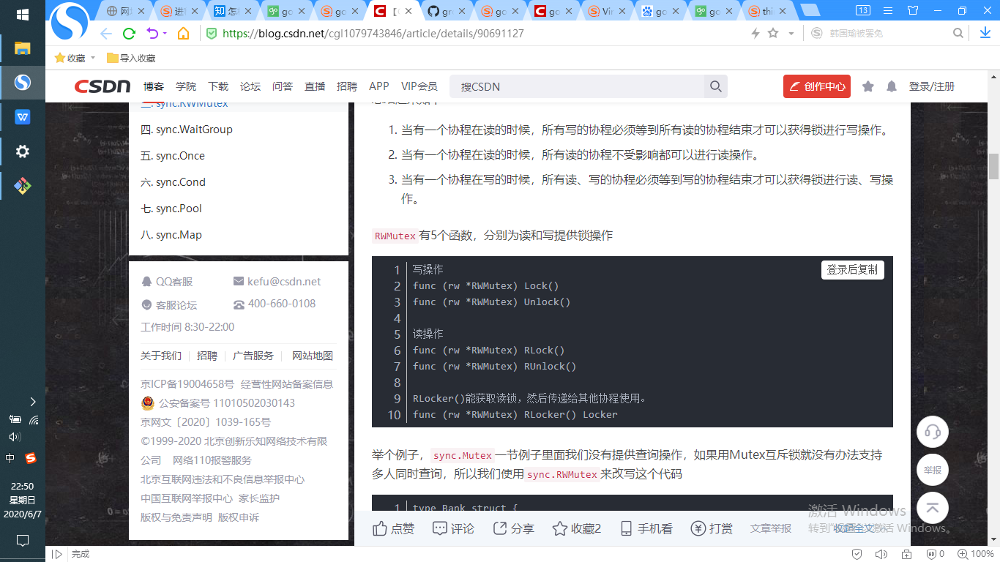 网
进
知 怎
go
go
【
gr
go
go
Vir
go
go
thi
13
https://blog.csdn.net/cgl1079743846/article/details/90691127
韩国瑜被罢免
收藏
导入收藏
CSDN
博客 学院 下载 论坛 问答 直播 招聘 APP VIP会员
搜CSDN
创作中心
登录/注册
三. sync.RWMutex
四. sync.WaitGroup
五. sync.Once
六. sync.Cond
七. sync.Pool
八. sync.Map
QQ客服 kefu@csdn.net
客服论坛 400-660-0108
工作时间 8:30-22:00
关于我们 招聘 广告服务 网站地图
京ICP备19004658号 经营性网站备案信息
公安备案号 11010502030143
京网文〔2020〕1039-165号
©1999-2020 北京创新乐知网络技术有限
公司 网络110报警服务
北京互联网违法和不良信息举报中心
中国互联网举报中心 家长监护
版权与免责声明 版权申诉
1. 当有一个协程在读的时候，所有写的协程必须等到所有读的协程结束才可以获得锁进行写操作。
2. 当有一个协程在读的时候，所有读的协程不受影响都可以进行读操作。
3. 当有一个协程在写的时候，所有读、写的协程必须等到写的协程结束才可以获得锁进行读、写操
作。
RWMutex 有5个函数，分别为读和写提供锁操作
登录后复制
1 写操作
2 func (rw *RWMutex) Lock()
3 func (rw *RWMutex) Unlock()
4
5 读操作
6 func (rw *RWMutex) RLock()
7 func (rw *RWMutex) RUnlock()
8
9 RLocker()能获取读锁，然后传递给其他协程使用。
10 func (rw *RWMutex) RLocker() Locker
举个例子，sync.Mutex 一节例子里面我们没有提供查询操作，如果用Mutex互斥锁就没有办法支持
多人同时查询，所以我们使用 sync.RWMutex 来改写这个代码
1 type Bank struct {
点赞 评论 分享 收藏2 手机看 打赏 文章举报 收起全文
举报
激活 Windows
转到"设置"以激活 Windows。
中
22:50
星期日
2020/6/7
完成
0
100%